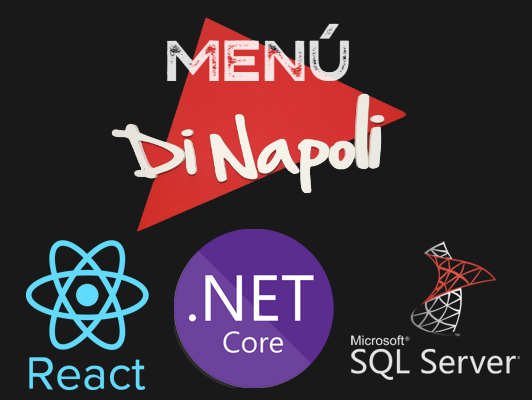 MENÚ
Di Napoli
React
.NET
Core
Microsoft®
SQL Server®